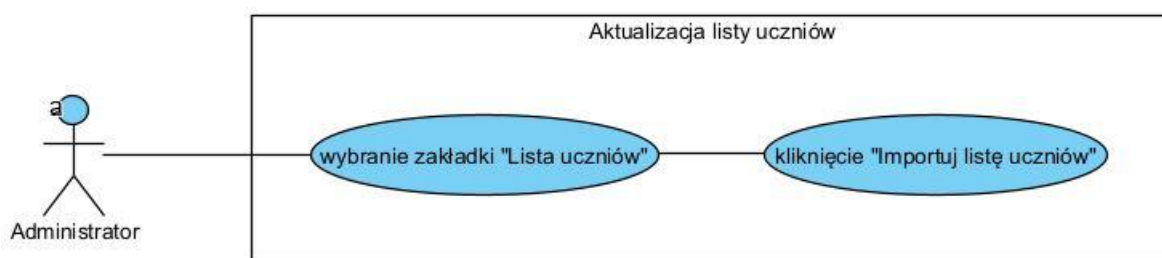 Aktualizacja listy uczniów
a
wybranie zakładki "Lista uczniów"
kliknięcie "Importuj listę uczniów"
Administrator